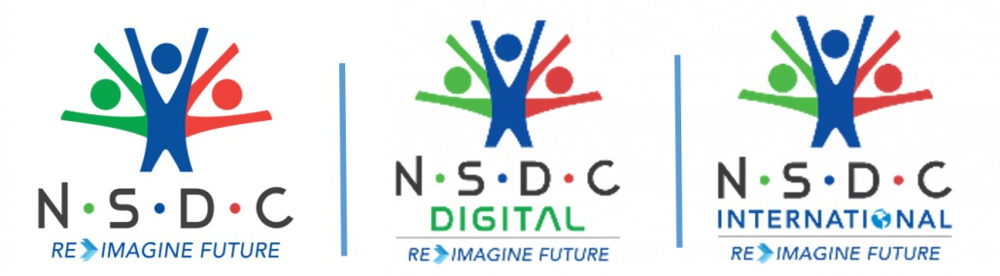 N·S·D·C
RE IMAGINE FUTURE
N·S·D·C
DIGITAL
RE IMAGINE FUTURE
N·S·D·C
INTERNATIONAL
RE IMAGINE FUTURE